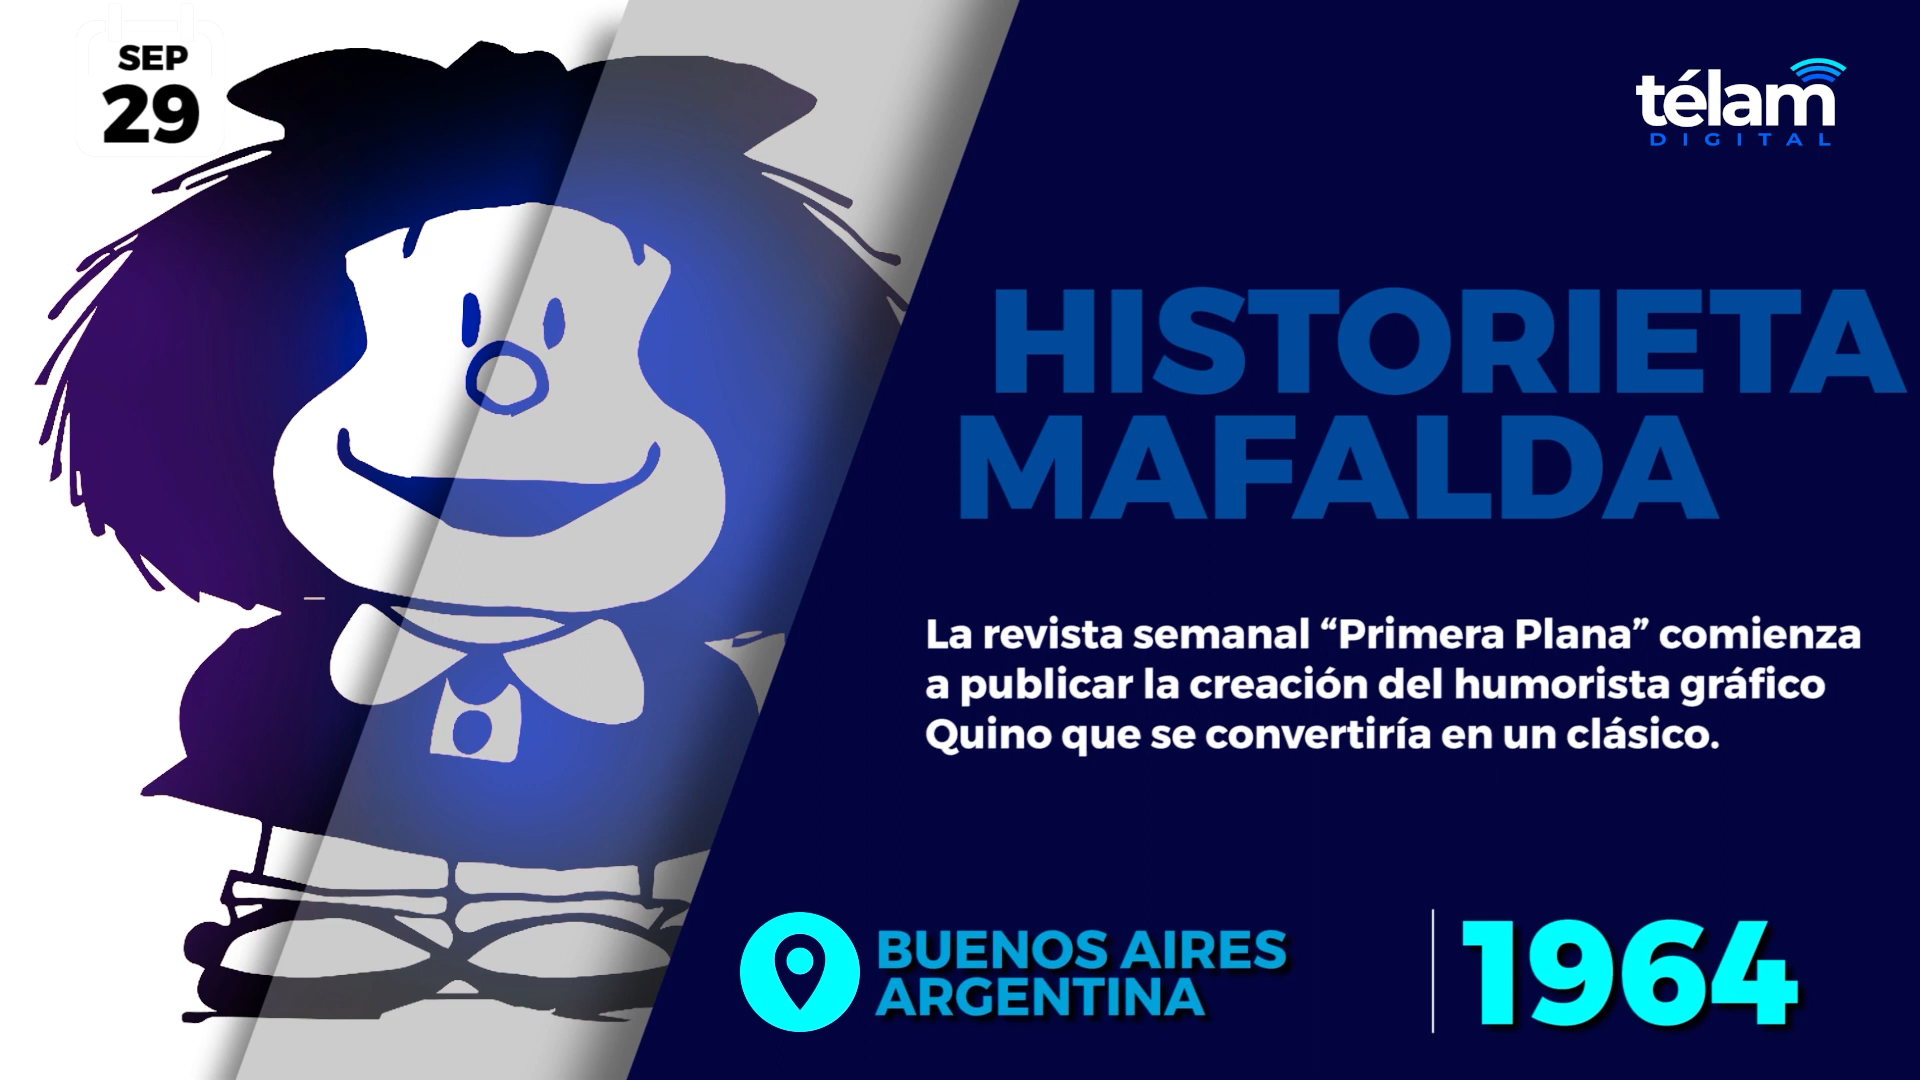 SEP
29
télam
DIGITAL
HISTORIETA
MAFALDA
La revista semanal “Primera Plana” comienza
a publicar la creación del humorista gráfico
Quino que se convertiría en un clásico.
BUENOS AIRES
ARGENTINA
1964